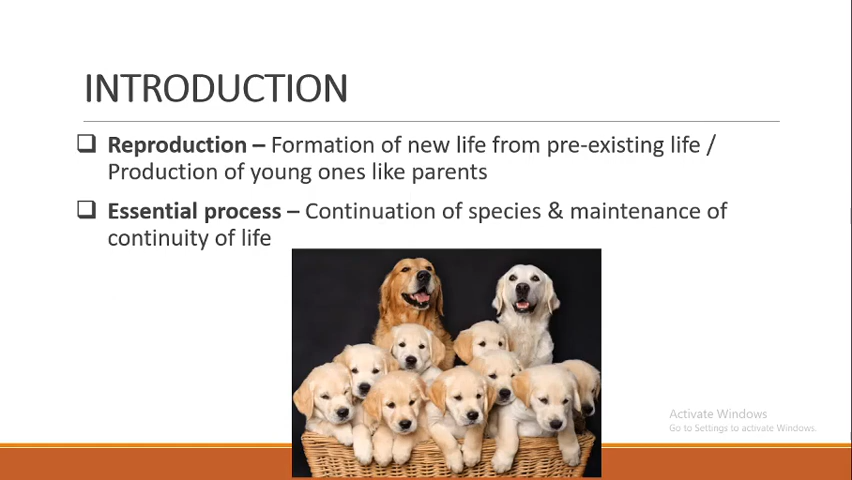 INTRODUCTION
❑ Reproduction – Formation of new life from pre-existing life /
Production of young ones like parents
❑ Essential process – Continuation of species & maintenance of
continuity of life
Activate Windows
Go to Settings to activate Windows.